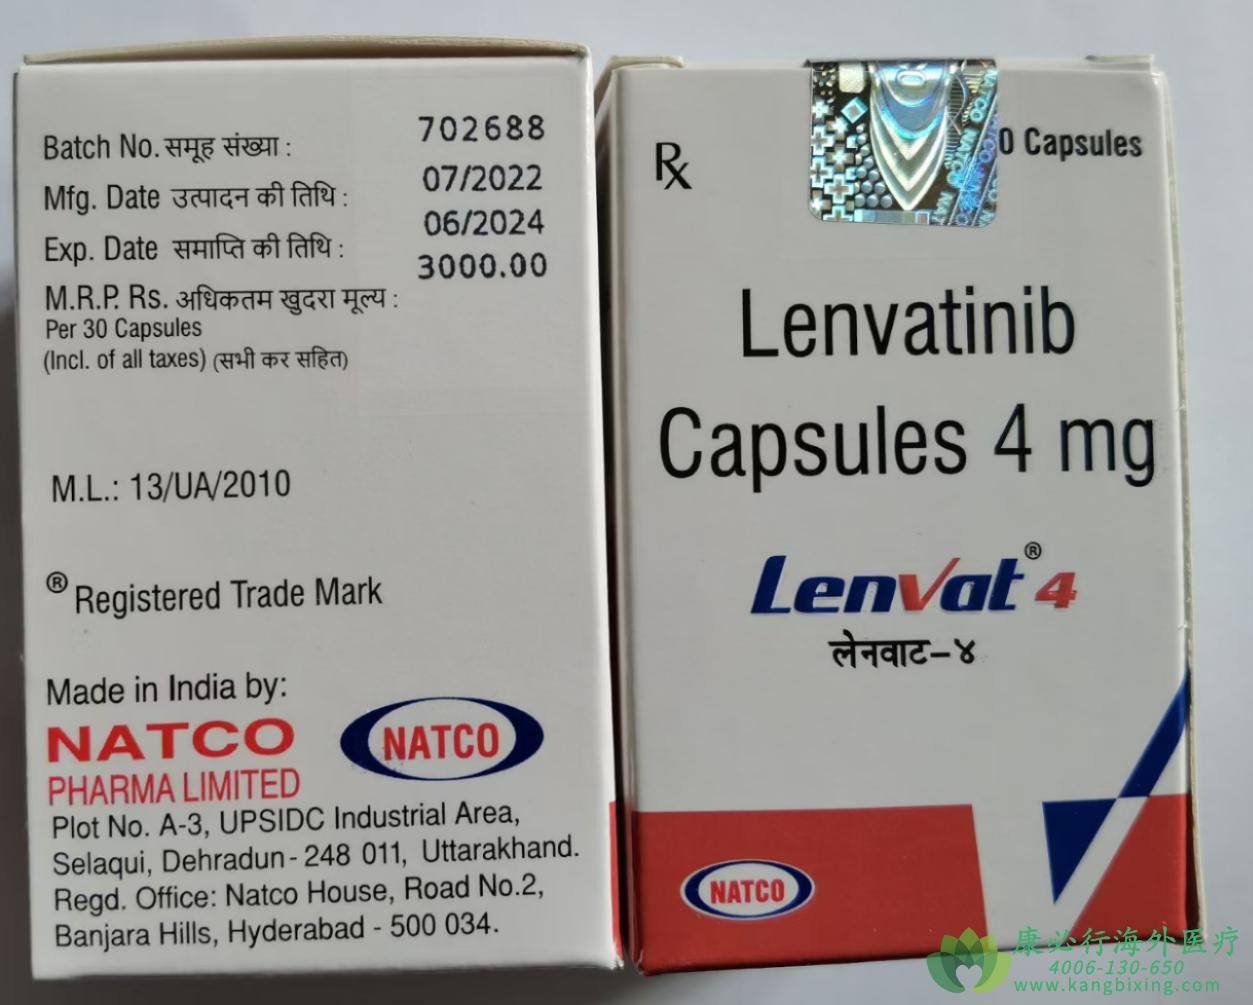 Batch No. समूह संख्या : 702688
Mfg. Date उत्पादन की तिथि : 07/2022
Exp. Date समाप्ति की तिथि : 06/2024
M.R.P. Rs. अधिकतम खुदरा मूल्य : 3000.00
Per 30 Capsules
(Incl. of all taxes) (सभी कर सहित)
M.L.: 13/UA/2010
® Registered Trade Mark
Made in India by:
NATCO
PHARMA LIMITED
NATCO
Plot No. A-3, UPSIDC Industrial Area,
Selaqui, Dehradun - 248 011, Uttarakhand.
Regd. Office: Natco House, Road No.2,
Banjara Hills, Hyderabad - 500 034.
Rx
0 Capsules
NATCO
Lenvatinib
Capsules 4 mg
Lenvat® 4
लेनवाट-४
NATCO
康必行海外医疗
4006-130-650
www.kangbixing.com